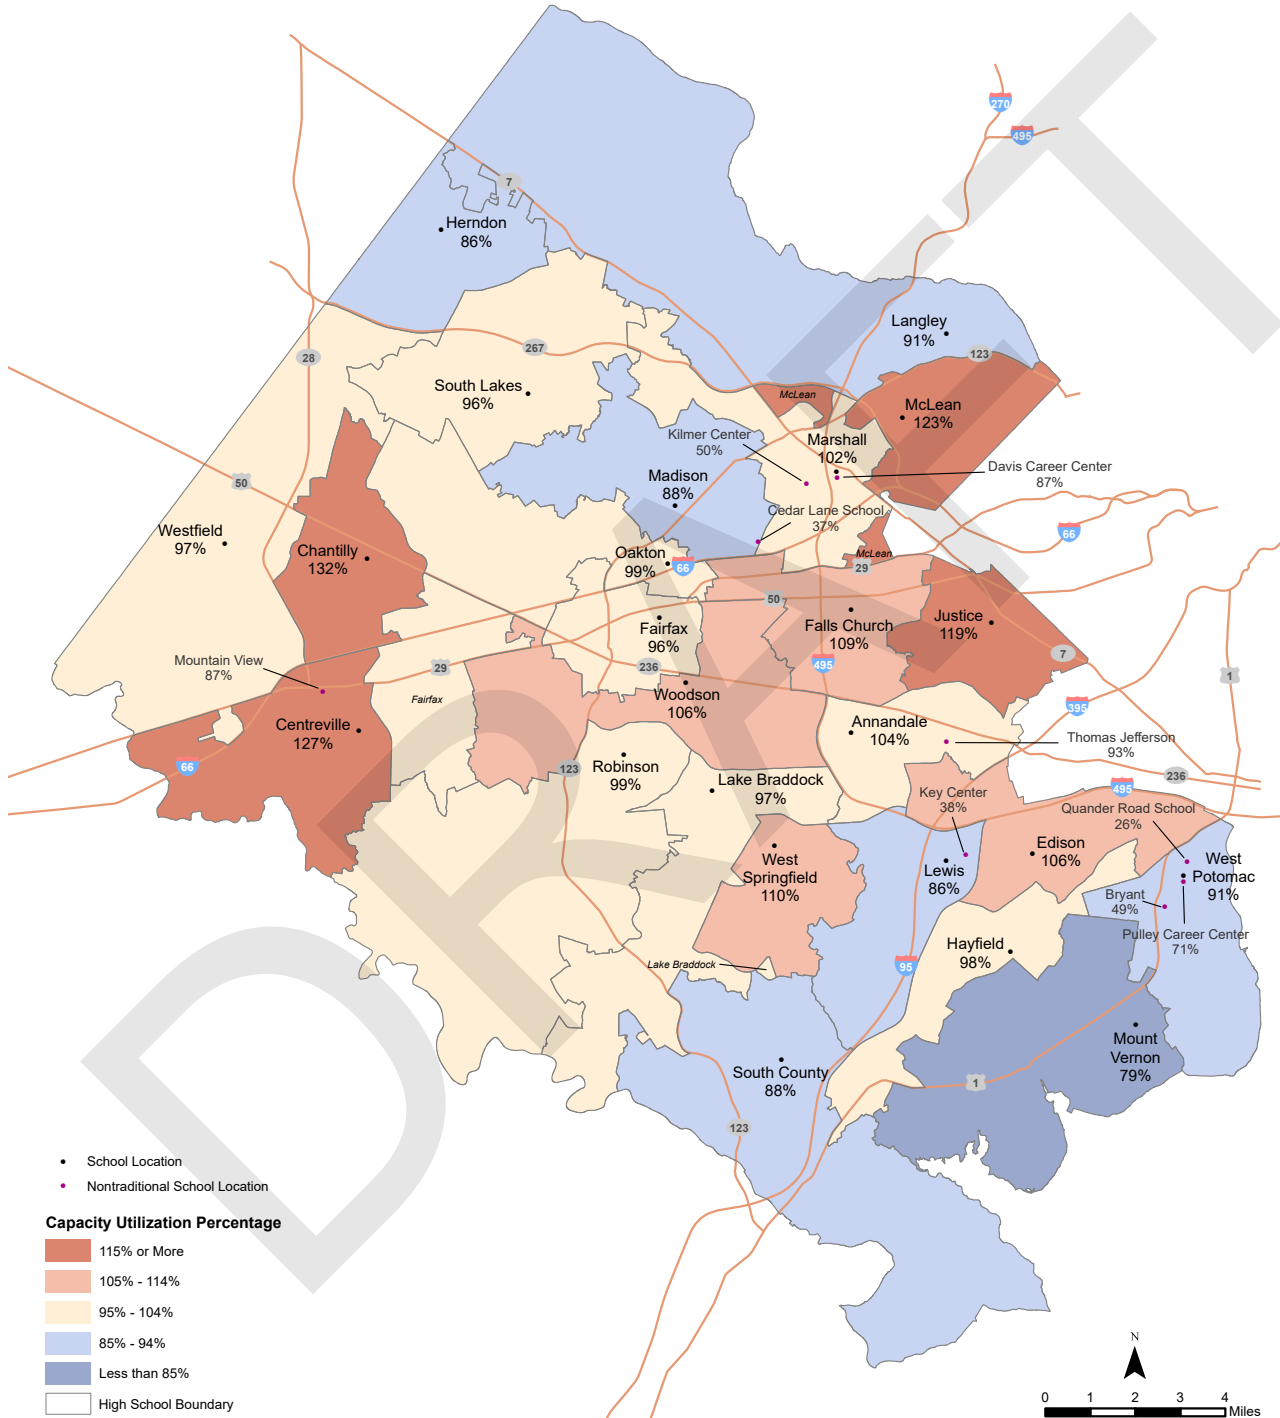 270
495
7
Herndon
86%
Langley
91%
123
28
267
South Lakes
96%
McLean
McLean
123%
Kilmer Center
50%
Marshall
102%
Davis Career Center
87%
50
Madison
88%
Cedar Lane School
37%
Westfield
97%
Chantilly
132%
Oakton
99%
66
McLean
29
66
50
Fairfax
96%
Falls Church
109%
Justice
119%
Mountain View
87%
29
236
495
7
1
Fairfax
Woodson
106%
395
Centreville
127%
Annandale
104%
Thomas Jefferson
93%
66
123
Robinson
99%
Lake Braddock
97%
236
495
Key Center
38%
Quander Road School
26%
West
Springfield
110%
Lewis
86%
Edison
106%
West
Potomac
91%
Bryant
49%
Pulley Career Center
71%
Hayfield
98%
Lake Braddock
95
Mount
Vernon
79%
South County
88%
1
123
DRAFT
School Location
Nontraditional School Location
Capacity Utilization Percentage
115% or More
105% - 114%
95% - 104%
85% - 94%
Less than 85%
High School Boundary
N
0 1 2 3 4
Miles